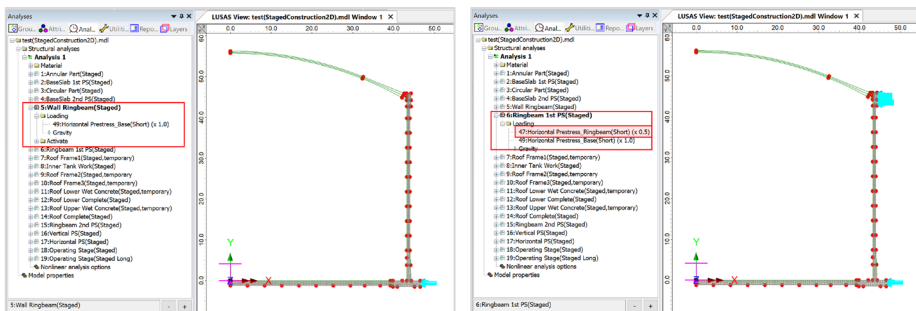 Analyses
Grou.. Attri... Anal.. Utiliti... Repo... Layers
test(StagedConstruction2D).mdl
Structural analyses
Analysis 1
Material
1:Annular Part(Staged)
2:BaseSlab 1st PS(Staged)
3:Circular Part(Staged)
4:BaseSlab 2nd PS(Staged)
5:Wall Ringbeam(Staged)
Loading
49:Horizontal Prestress_Base(Short) (x 1.0)
Gravity
Activate
6:Ringbeam 1st PS(Staged)
7:Roof Frame1(Staged,temporary)
8:Inner Tank Work(Staged)
9:Roof Frame2(Staged,temporary)
10:Roof Frame3(Staged,temporary)
11:Roof Lower Wet Concrete(Staged,temporary)
12:Roof Lower Complete(Staged)
13:Roof Upper Wet Concrete(Staged,temporary)
14:Roof Complete(Staged)
15:Ringbeam 2nd PS(Staged)
16:Vertical PS(Staged)
17:Horizontal PS(Staged)
18:Operating Stage(Staged)
19:Operating Stage(Staged Long)
Nonlinear analysis options
Model properties
5:Wall Ringbeam(Staged)
- +
LUSAS View: test(StagedConstruction2D).mdl Window 1 X
0.0 10.0 20.0 30.0 40.0 50.0
60.0
50.0
40.0
30.0
20.0
10.0
0.0
Y
X
Analyses
Grou.. Attri... Anal.. Utiliti... Repo... Layers
test(StagedConstruction2D).mdl
Structural analyses
Analysis 1
Material
1:Annular Part(Staged)
2:BaseSlab 1st PS(Staged)
3:Circular Part(Staged)
4:BaseSlab 2nd PS(Staged)
5:Wall Ringbeam(Staged)
6:Ringbeam 1st PS(Staged)
Loading
47:Horizontal Prestress_Ringbeam(Short) (x 0.5)
49:Horizontal Prestress_Base(Short) (x 1.0)
Gravity
7:Roof Frame1(Staged,temporary)
8:Inner Tank Work(Staged)
9:Roof Frame2(Staged,temporary)
10:Roof Frame3(Staged,temporary)
11:Roof Lower Wet Concrete(Staged,temporary)
12:Roof Lower Complete(Staged)
13:Roof Upper Wet Concrete(Staged,temporary)
14:Roof Complete(Staged)
15:Ringbeam 2nd PS(Staged)
16:Vertical PS(Staged)
17:Horizontal PS(Staged)
18:Operating Stage(Staged)
19:Operating Stage(Staged Long)
Nonlinear analysis options
Model properties
6:Ringbeam 1st PS(Staged)
- +
LUSAS View: test(StagedConstruction2D).mdl Window 1 X
0.0 10.0 20.0 30.0 40.0 50.0
60.0
50.0
40.0
30.0
20.0
10.0
0.0
Y
X